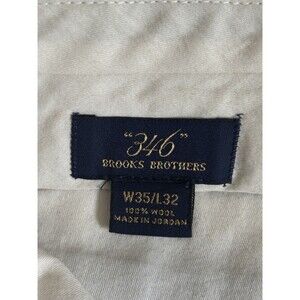 "346"
BROOKS BROTHERS
W35/L32
100% WOOL
MADE IN JORDAN